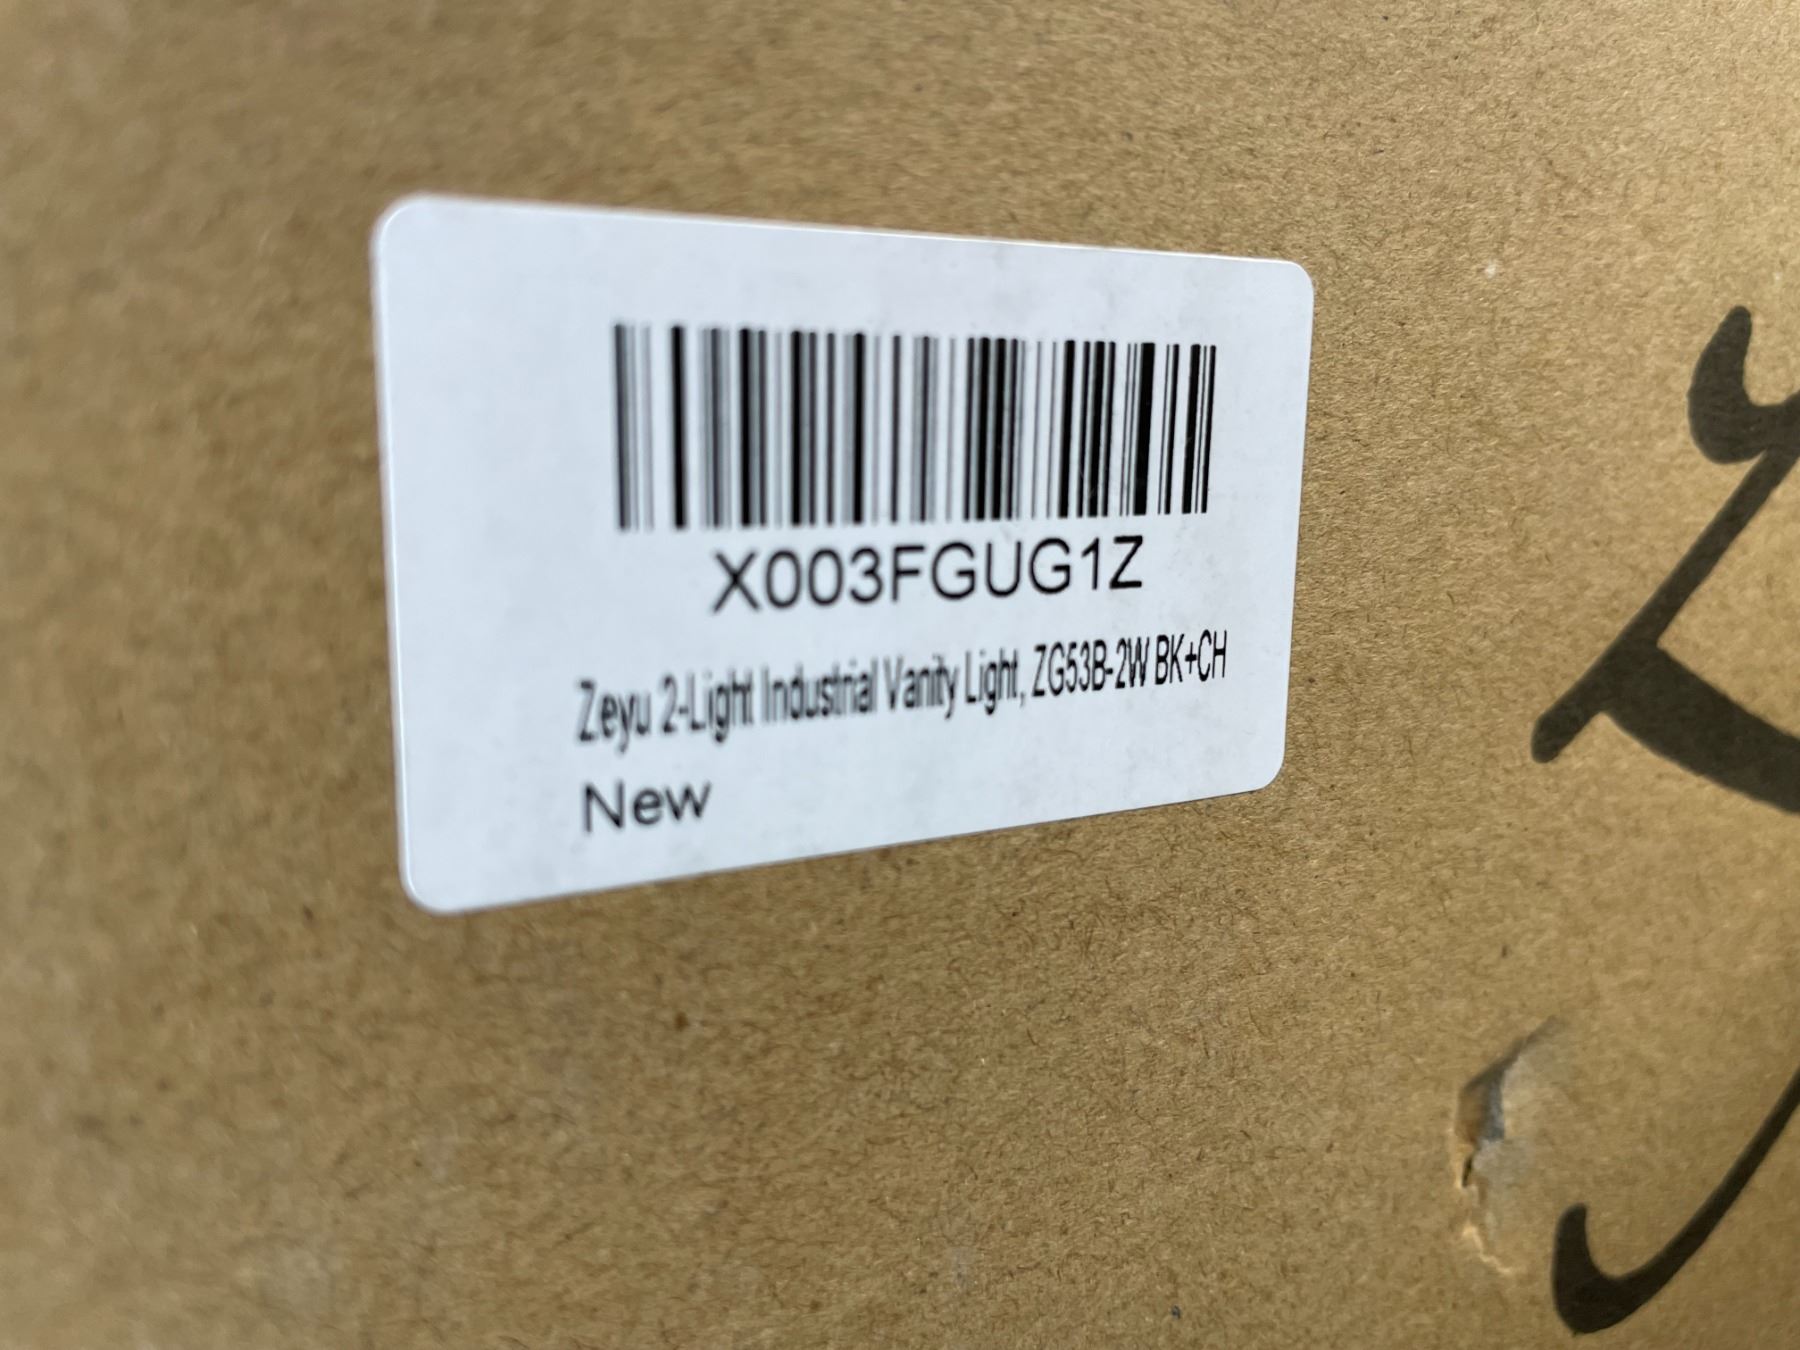 X003FGUG1Z
Zeyu 2-Light Industrial Vanity Light, ZG53B-2W BK+CH
New